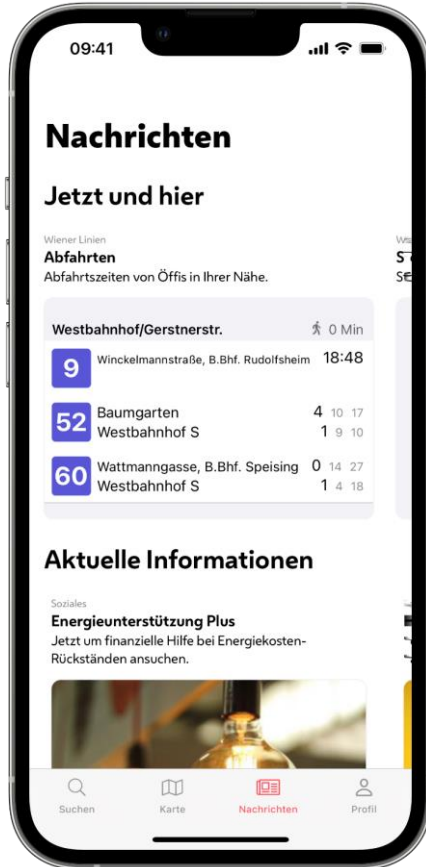 09:41
Nachrichten
Jetzt und hier
Wiener Linien
Abfahrten
Abfahrtszeiten von Öffis in Ihrer Nähe.
Westbahnhof/Gerstnerstr. 0 Min
9 Winckelmannstraße, B.Bhf. Rudolfsheim 18:48
52 Baumgarten 4 10 17
Westbahnhof S 1 9 10
60 Wattmanngasse, B.Bhf. Speising 0 14 27
Westbahnhof S 1 4 18
Aktuelle Informationen
Soziales
Energieunterstützung Plus
Jetzt um finanzielle Hilfe bei Energiekosten-
Rückständen ansuchen.
Suchen Karte Nachrichten Profil